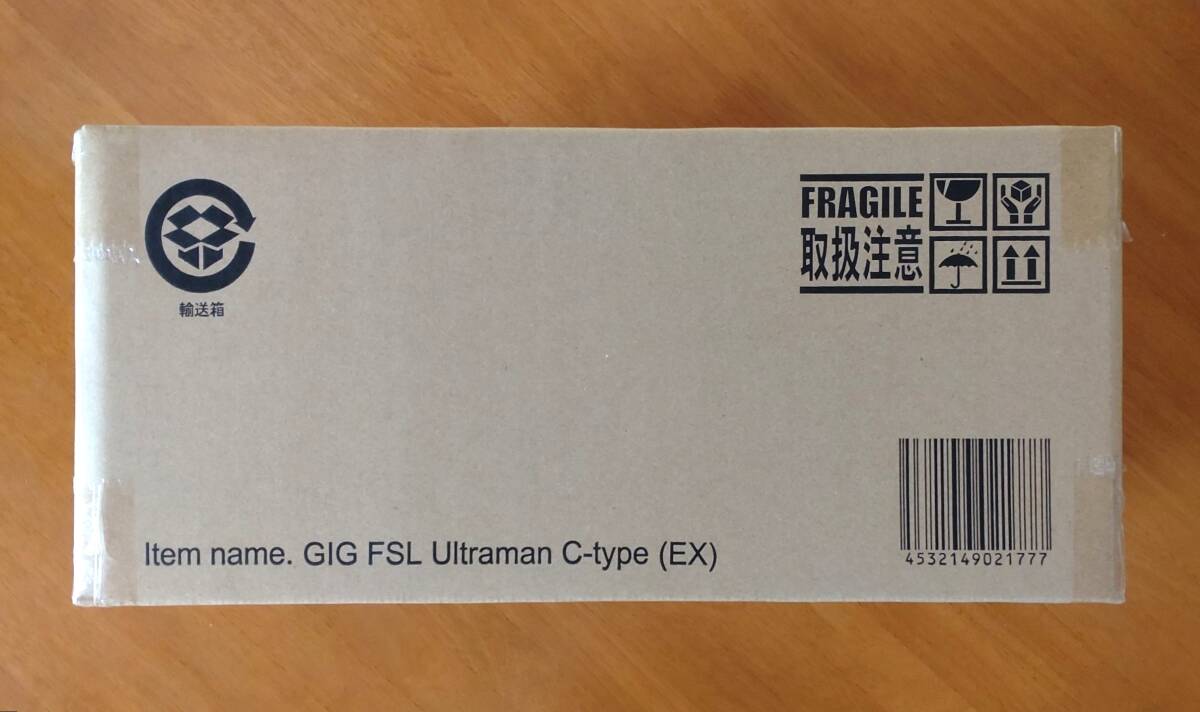 FRAGILE
取扱注意
輸送箱
Item name. GIG FSL Ultraman C-type (EX)
4532149021777